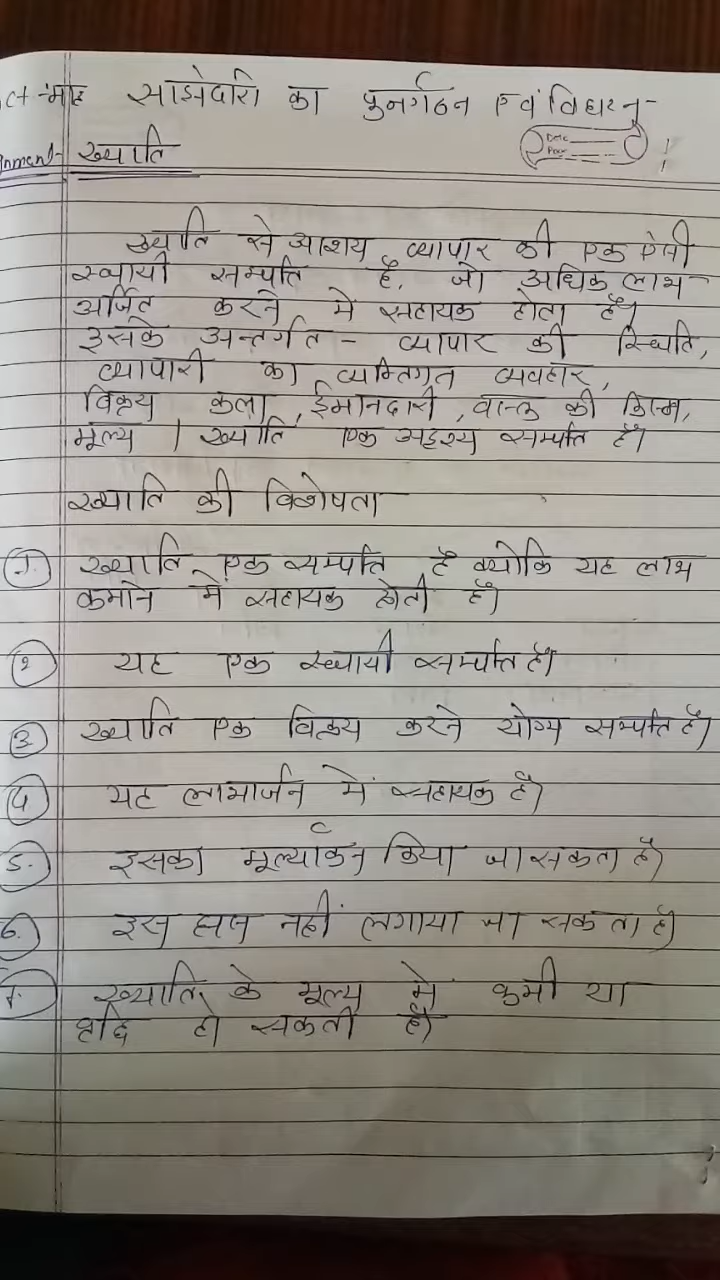 साझेदारी का पुनर्गठन एवं विघटन-
nment- ख्याति
Date
Page
ख्याति से आशय व्यापार की एक ऐसी
स्थायी सम्पत्ति है, जो अधिक लाभ
अर्जित करने में सहायक होता है।
इसके अन्तर्गत - व्यापार की स्थिति,
व्यापारी का व्यक्तिगत व्यवहार,
विक्रय कला, ईमानदारी, वस्तु की किस्म,
मूल्य । ख्याति एक अदृश्य सम्पत्ति है।
ख्याति की विशेषता
1. ख्याति एक सम्पत्ति है क्योकि यह लाभ
कमाने में सहायक होती है।
2 यह एक स्थायी सम्पत्ति है।
3 ख्याति एक विक्रय करने योग्य सम्पत्ति है।
4 यह लाभार्जन में सहायक है।
5. इसका मूल्यांकन किया जा सकता है।
6. इस नहीं लगाया जा सकता है।
7. ख्याति के मूल्य में कमी या
वृद्धि हो सकती है।